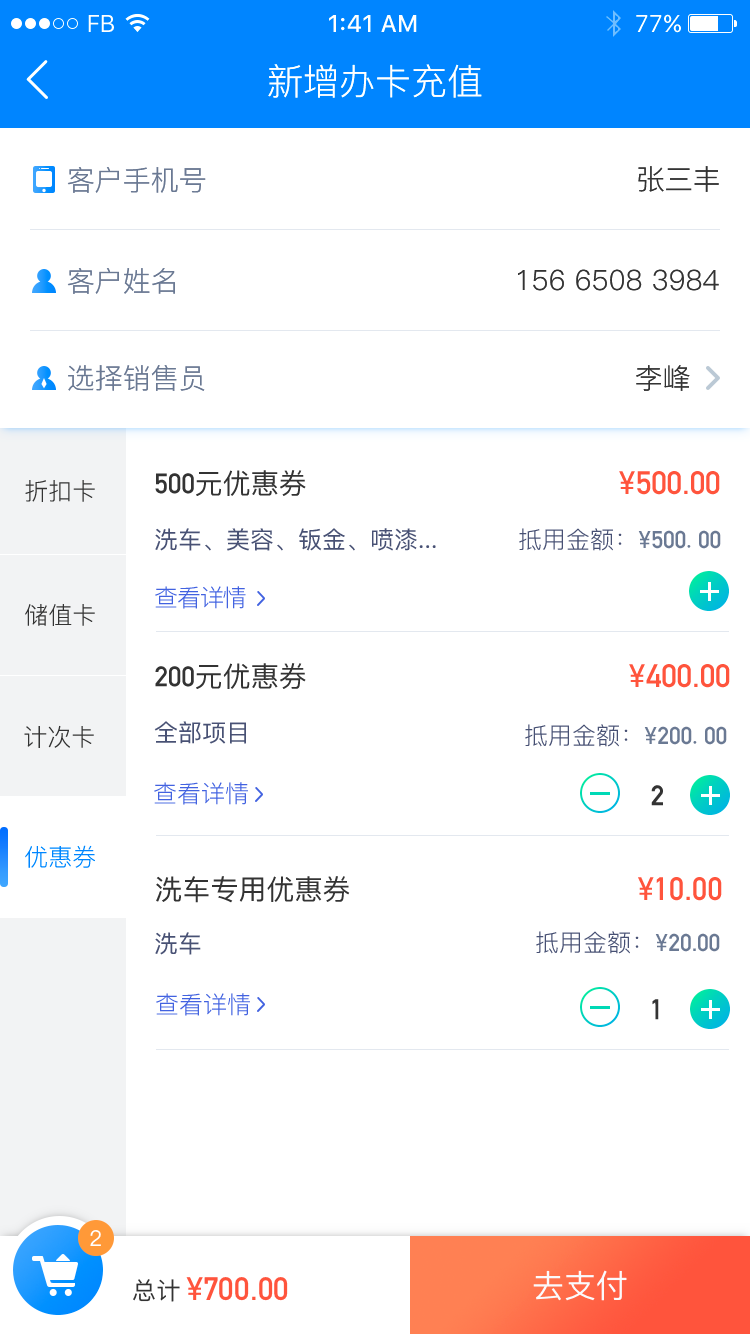 FB 1:41 AM 77%
新增办卡充值
客户手机号 张三丰
客户姓名 156 6508 3984
选择销售员 李峰
折扣卡
储值卡
计次卡
优惠券
500元优惠券 ¥500.00
洗车、美容、钣金、喷漆... 抵用金额： ¥500. 00
查看详情
200元优惠券 ¥400.00
全部项目 抵用金额： ¥200. 00
查看详情 2
洗车专用优惠券 ¥10.00
洗车 抵用金额： ¥20.00
查看详情 1
2
总计 ¥700.00 去支付